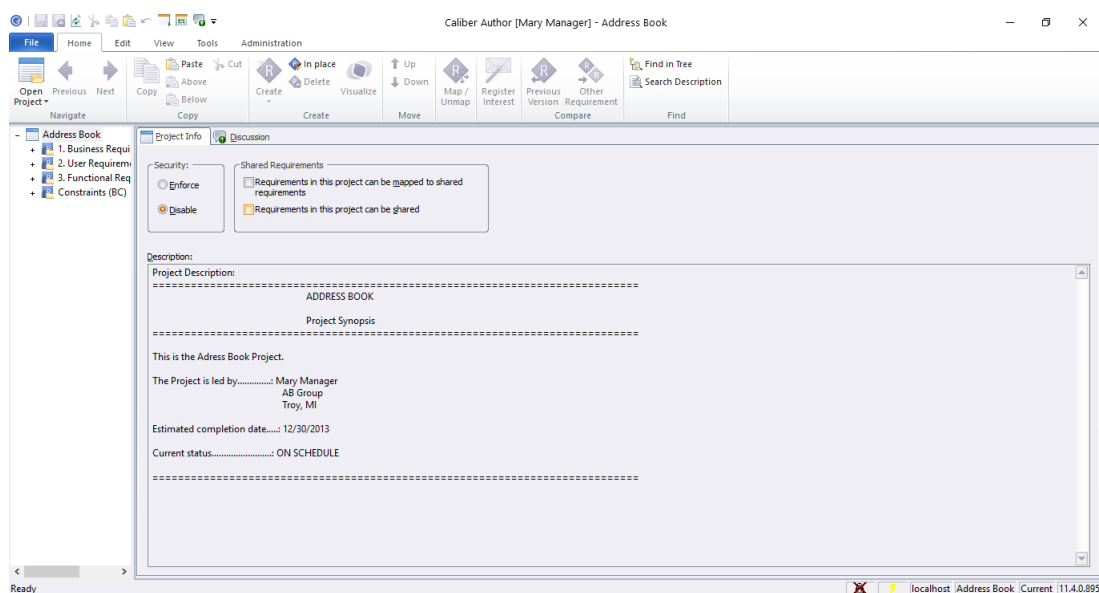 Caliber Author [Mary Manager] - Address Book
File Home Edit View Tools Administration
Open Project Previous Next
Navigate
Copy Paste Cut
Above
Below
Copy
Create In place
Delete
Visualize
Create
Up
Down
Move
Map / Unmap
Register Interest
Previous Version
Other Requirement
Compare
Find in Tree
Search Description
Find
Address Book
1. Business Requi
2. User Requirem
3. Functional Req
Constraints (BC)
Project Info Discussion
Security:
Enforce
Disable
Shared Requirements
Requirements in this project can be mapped to shared
requirements
Requirements in this project can be shared
Description:
Project Description:
============================================================================
ADDRESS BOOK
Project Synopsis
============================================================================
This is the Adress Book Project.
The Project is led by..............: Mary Manager
AB Group
Troy, MI
Estimated completion date.....: 12/30/2013
Current status.........................: ON SCHEDULE
============================================================================
Ready
localhost Address Book Current 11.4.0.895